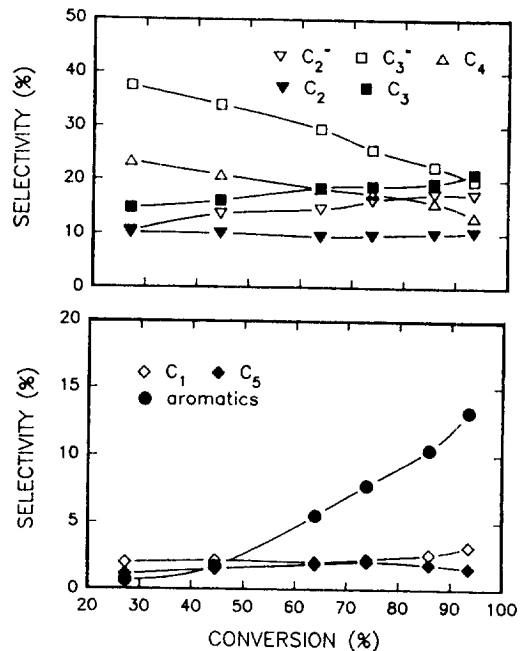 50
40
30
20
10
0
SELECTIVITY (%)
C2= C3= C4
C2 C3
20
15
10
5
0
SELECTIVITY (%)
C1 C5
aromatics
20 30 40 50 60 70 80 90 100
CONVERSION (%)